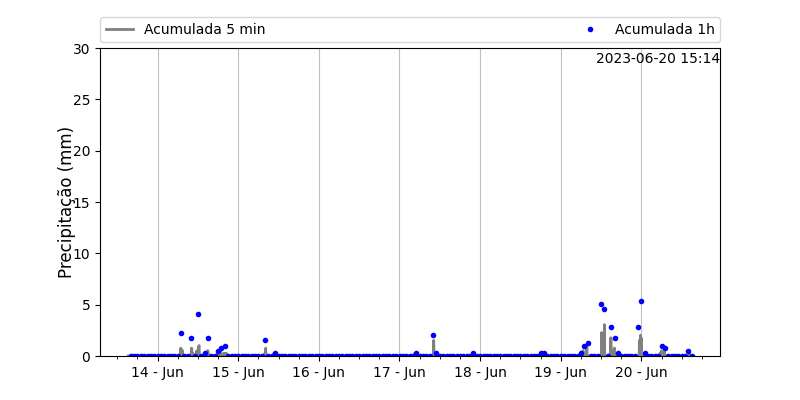 Acumulada 5 min
Acumulada 1h
2023-06-20 15:14
Precipitação (mm)
30
25
20
15
10
5
0
14 - Jun
15 - Jun
16 - Jun
17 - Jun
18 - Jun
19 - Jun
20 - Jun